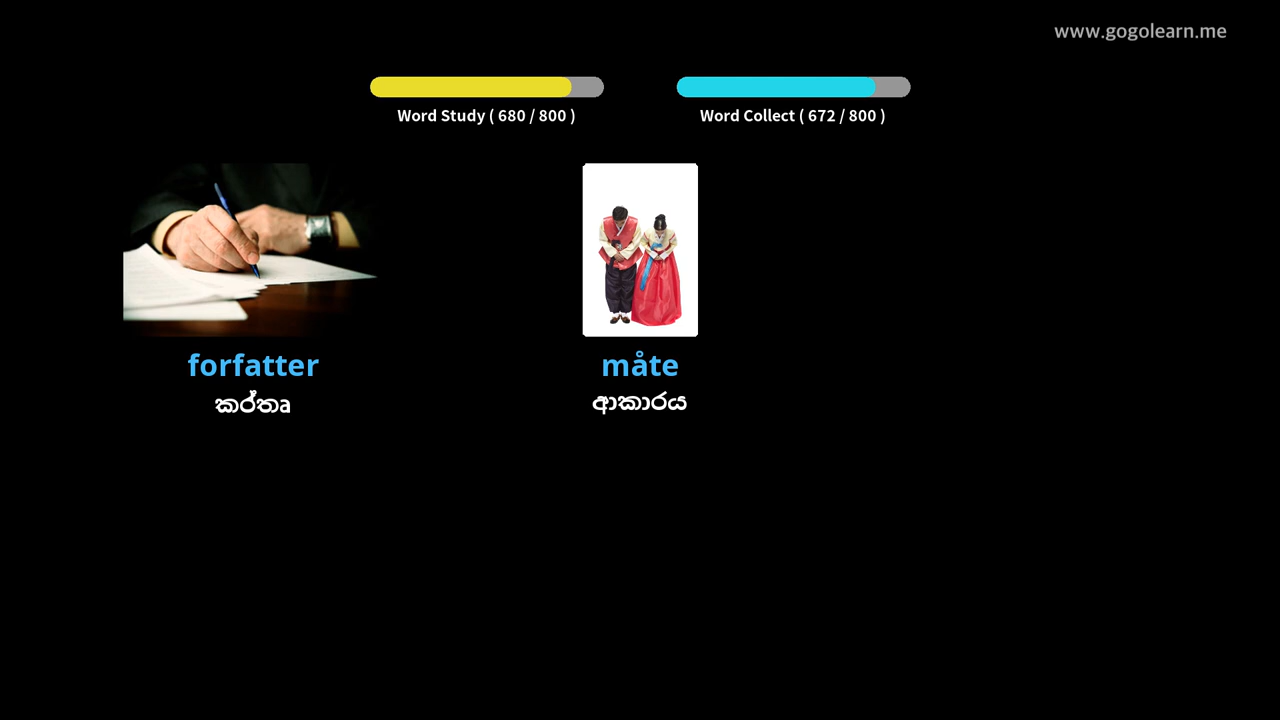 www.gogolearn.me
Word Study ( 680 / 800 )
Word Collect ( 672 / 800 )
forfatter
කර්තෘ
måte
ආකාරය